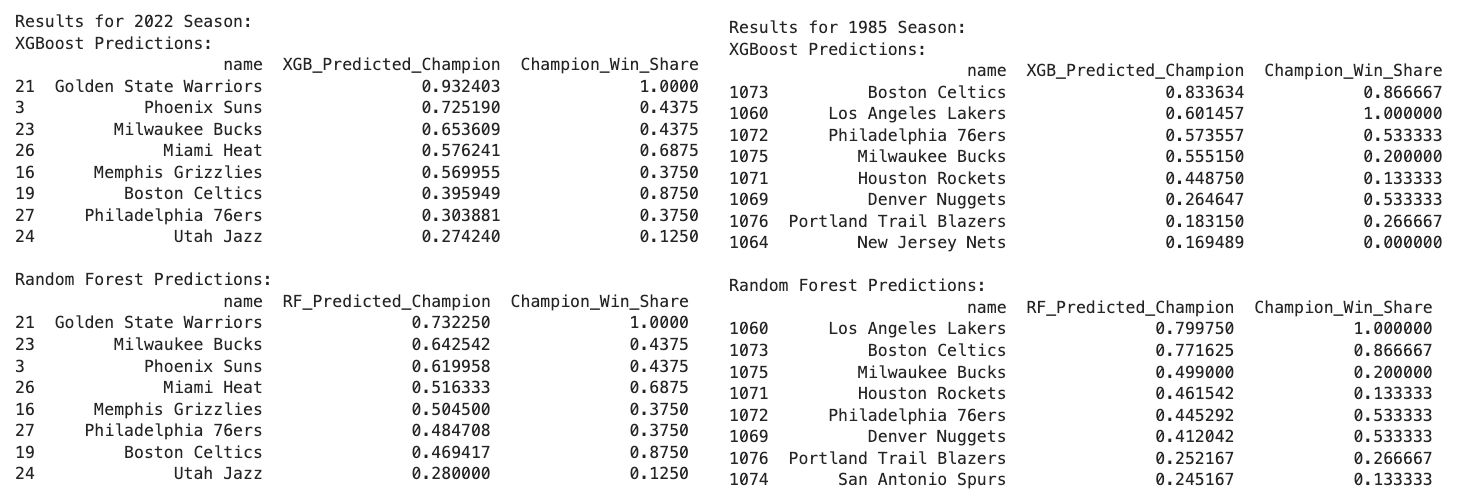 Results for 2022 Season:
XGBoost Predictions:
name XGB_Predicted_Champion Champion_Win_Share
21 Golden State Warriors 0.932403 1.0000
3 Phoenix Suns 0.725190 0.4375
23 Milwaukee Bucks 0.653609 0.4375
26 Miami Heat 0.576241 0.6875
16 Memphis Grizzlies 0.569955 0.3750
19 Boston Celtics 0.395949 0.8750
27 Philadelphia 76ers 0.303881 0.3750
24 Utah Jazz 0.274240 0.1250
Random Forest Predictions:
name RF_Predicted_Champion Champion_Win_Share
21 Golden State Warriors 0.732250 1.0000
23 Milwaukee Bucks 0.642542 0.4375
3 Phoenix Suns 0.619958 0.4375
26 Miami Heat 0.516333 0.6875
16 Memphis Grizzlies 0.504500 0.3750
27 Philadelphia 76ers 0.484708 0.3750
19 Boston Celtics 0.469417 0.8750
24 Utah Jazz 0.280000 0.1250
Results for 1985 Season:
XGBoost Predictions:
name XGB_Predicted_Champion Champion_Win_Share
1073 Boston Celtics 0.833634 0.866667
1060 Los Angeles Lakers 0.601457 1.000000
1072 Philadelphia 76ers 0.573557 0.533333
1075 Milwaukee Bucks 0.555150 0.200000
1071 Houston Rockets 0.448750 0.133333
1069 Denver Nuggets 0.264647 0.533333
1076 Portland Trail Blazers 0.183150 0.266667
1064 New Jersey Nets 0.169489 0.000000
Random Forest Predictions:
name RF_Predicted_Champion Champion_Win_Share
1060 Los Angeles Lakers 0.799750 1.000000
1073 Boston Celtics 0.771625 0.866667
1075 Milwaukee Bucks 0.499000 0.200000
1071 Houston Rockets 0.461542 0.133333
1072 Philadelphia 76ers 0.445292 0.533333
1069 Denver Nuggets 0.412042 0.533333
1076 Portland Trail Blazers 0.252167 0.266667
1074 San Antonio Spurs 0.245167 0.133333